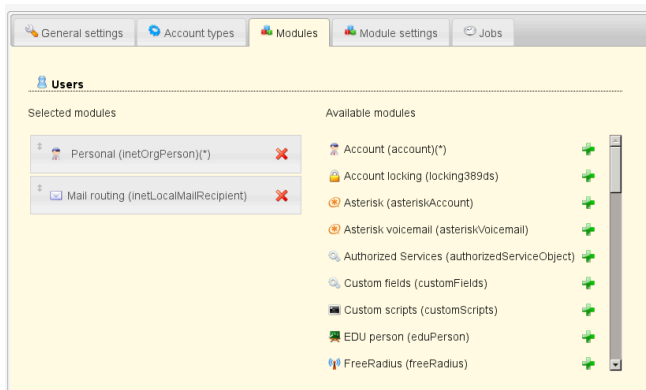 General settings
Account types
Modules
Module settings
Jobs
Users
Selected modules
Available modules
Personal (inetOrgPerson)(*)
Mail routing (inetLocalMailRecipient)
Account (account)(*)
Account locking (locking389ds)
Asterisk (asteriskAccount)
Asterisk voicemail (asteriskVoicemail)
Authorized Services (authorizedServiceObject)
Custom fields (customFields)
Custom scripts (customScripts)
EDU person (eduPerson)
FreeRadius (freeRadius)